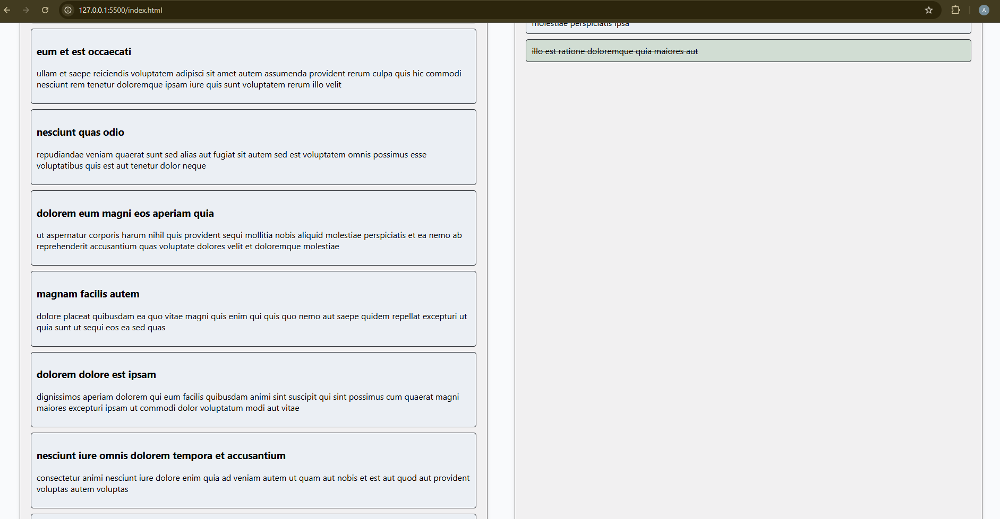 127.0.0.1:5500/index.html
A
eum et est occaecati
ullam et saepe reiciendis voluptatem adipisci sit amet autem assumenda provident rerum culpa quis hic commodi
nesciunt rem tenetur doloremque ipsam iure quis sunt voluptatem rerum illo velit
nesciunt quas odio
repudiandae veniam quaerat sunt sed alias aut fugiat sit autem sed est voluptatem omnis possimus esse
voluptatibus quis est aut tenetur dolor neque
dolorem eum magni eos aperiam quia
ut aspernatur corporis harum nihil quis provident sequi mollitia nobis aliquid molestiae perspiciatis et ea nemo ab
reprehenderit accusantium quas voluptate dolores velit et doloremque molestiae
magnam facilis autem
dolore placeat quibusdam ea quo vitae magni quis enim qui quis quo nemo aut saepe quidem repellat excepturi ut
quia sunt ut sequi eos ea sed quas
dolorem dolore est ipsam
dignissimos aperiam dolorem qui eum facilis quibusdam animi sint suscipit qui sint possimus cum quaerat magni
maiores excepturi ipsam ut commodi dolor voluptatum modi aut vitae
nesciunt iure omnis dolorem tempora et accusantium
consectetur animi nesciunt iure dolore enim quia ad veniam autem ut quam aut nobis et est aut quod aut provident
voluptas autem voluptas
molestiae perspiciatis ipsa
illo est ratione doloremque quia maiores aut